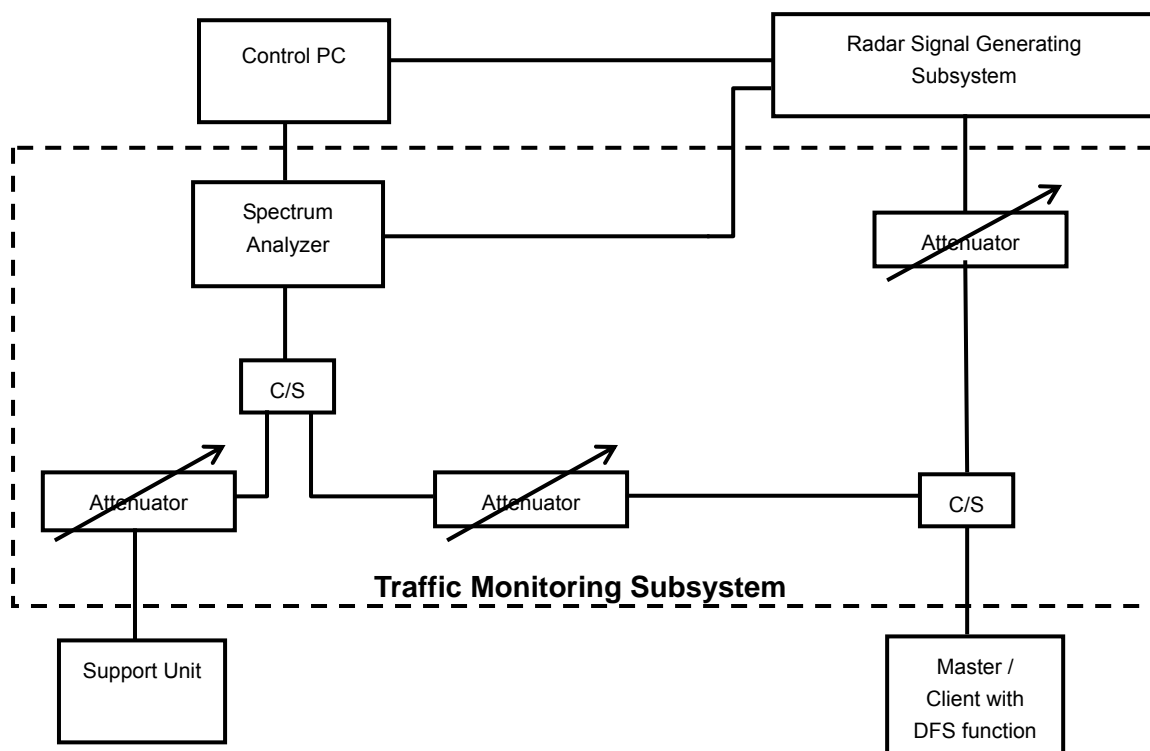 Control PC
Radar Signal Generating
Subsystem
Spectrum
Analyzer
Attenuator
C/S
Attenuator
Attenuator
C/S
Traffic Monitoring Subsystem
Support Unit
Master /
Client with
DFS function